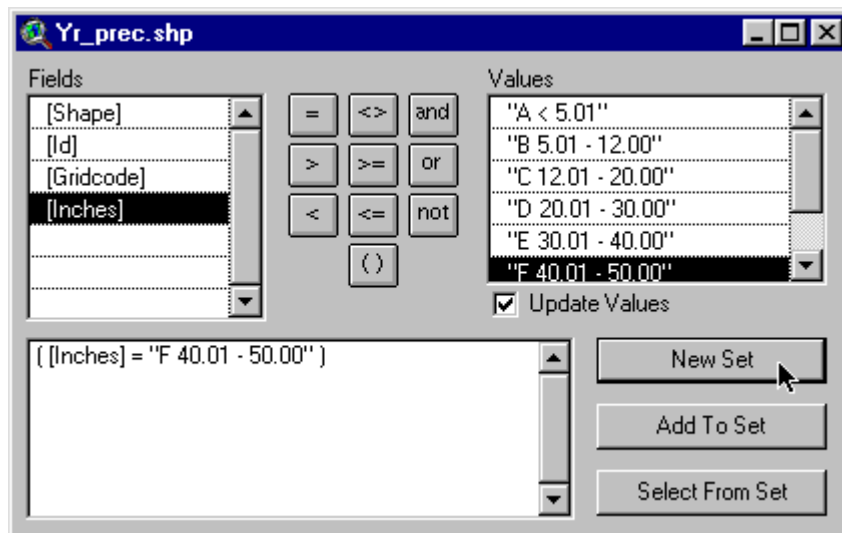 Yr_prec.shp
Fields
[Shape]
[Id]
[Gridcode]
[Inches]
= <> and
> >= or
< <= not
( )
Values
"A < 5.01"
"B 5.01 - 12.00"
"C 12.01 - 20.00"
"D 20.01 - 30.00"
"E 30.01 - 40.00"
"F 40.01 - 50.00"
Update Values
( [Inches] = "F 40.01 - 50.00" )
New Set
Add To Set
Select From Set